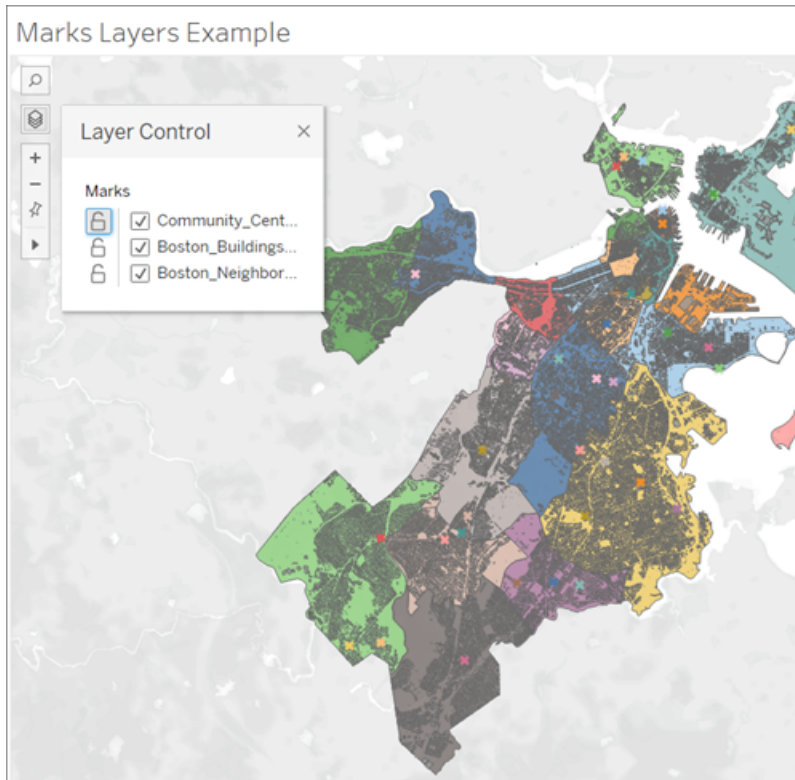 Marks Layers Example
Layer Control
Marks
Community_Cent...
Boston_Buildings...
Boston_Neighbor...